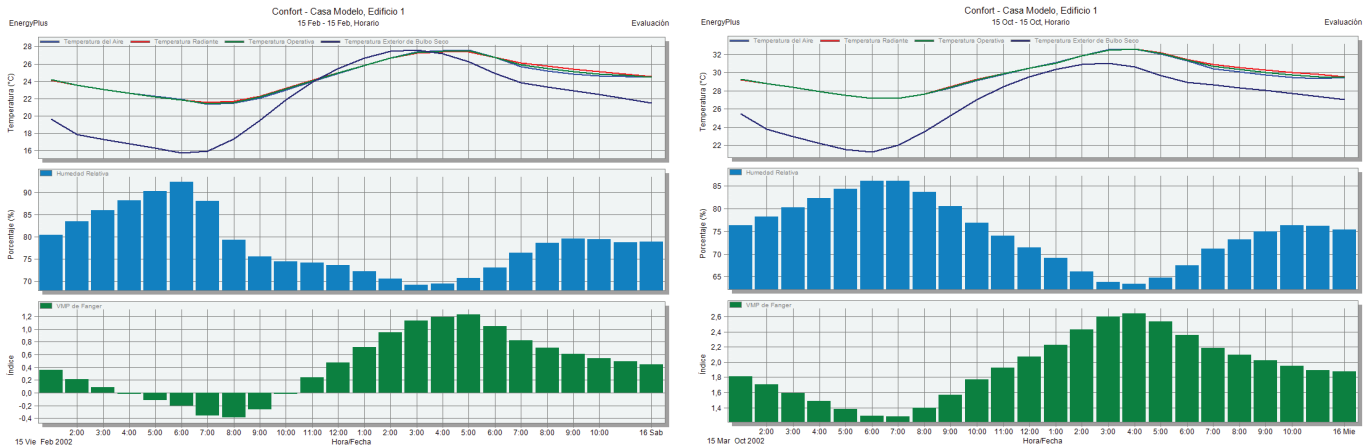 Confort - Casa Modelo, Edificio 1
EnergyPlus
15 Feb - 15 Feb, Horario
Evaluación
Temperatura del Aire Temperatura Radiante Temperatura Operativa Temperatura Exterior de Bulbo Seco
Temperatura (°C)
28
26
24
22
20
18
16
Humedad Relativa
Porcentaje (%)
90
85
80
75
70
VMP de Fanger
Índice
1,2
1,0
0,8
0,6
0,4
0,2
0,0
-0,2
-0,4
2:00 3:00 4:00 5:00 6:00 7:00 8:00 9:00 10:00 11:00 12:00 1:00 2:00 3:00 4:00 5:00 6:00 7:00 8:00 9:00 10:00 16 Sab
15 Vie Feb 2002
Hora/Fecha
Confort - Casa Modelo, Edificio 1
EnergyPlus
15 Oct - 15 Oct, Horario
Evaluación
Temperatura del Aire Temperatura Radiante Temperatura Operativa Temperatura Exterior de Bulbo Seco
Temperatura (°C)
32
30
28
26
24
22
Humedad Relativa
Porcentaje (%)
85
80
75
70
65
VMP de Fanger
Índice
2,6
2,4
2,2
2,0
1,8
1,6
1,4
2:00 3:00 4:00 5:00 6:00 7:00 8:00 9:00 10:00 11:00 12:00 1:00 2:00 3:00 4:00 5:00 6:00 7:00 8:00 9:00 10:00 16 Mie
15 Mar Oct 2002
Hora/Fecha